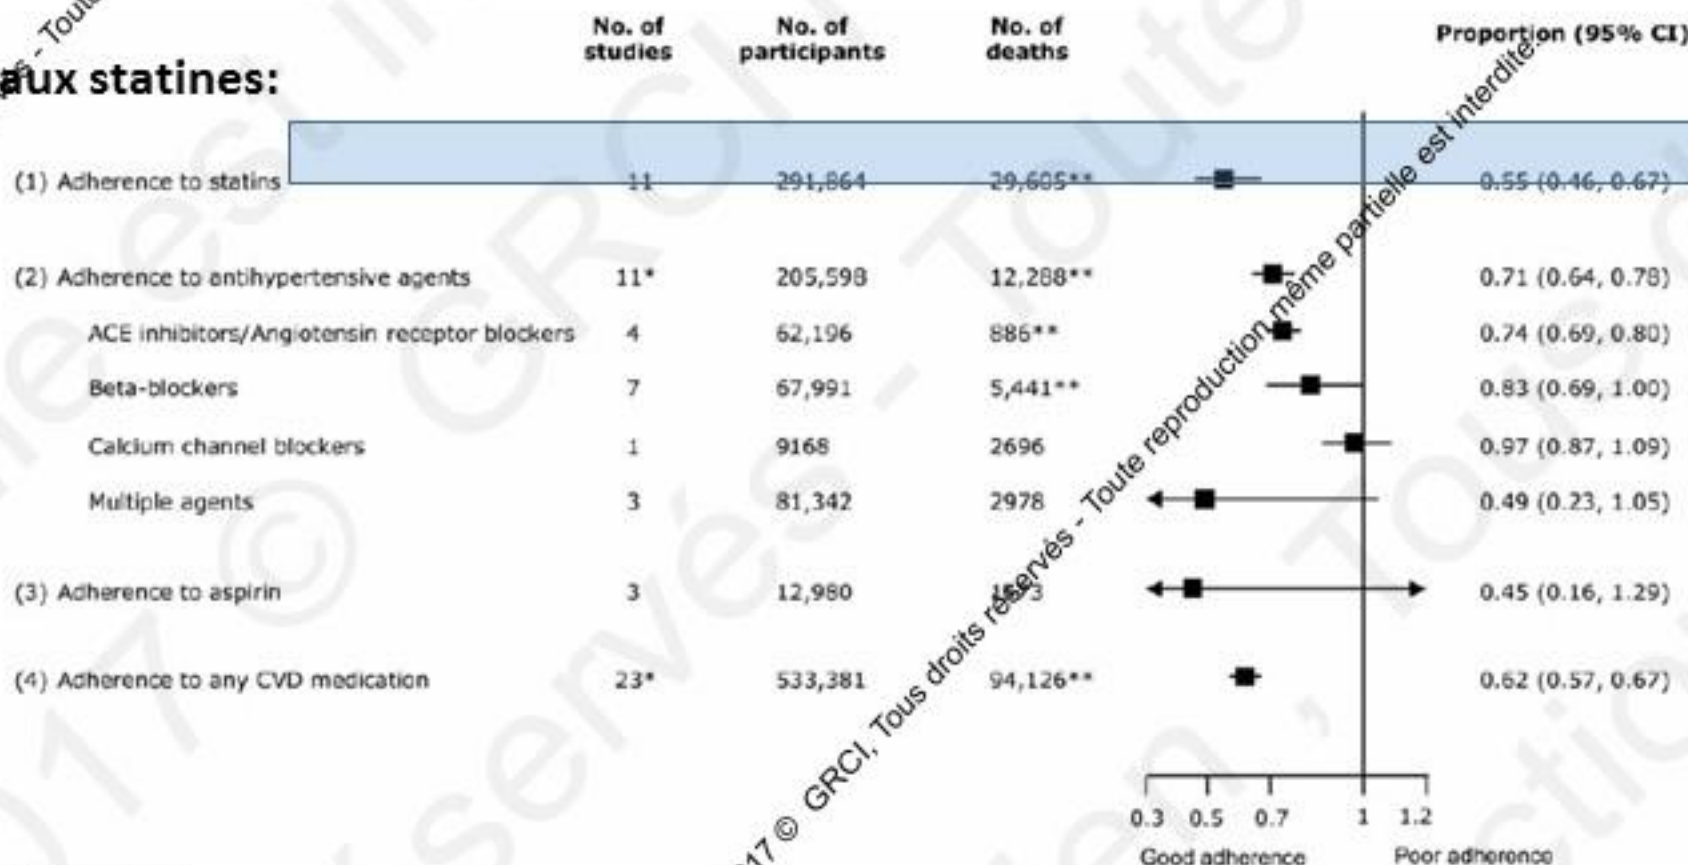 aux statines:
No. of studies No. of participants No. of deaths Proportion (95% CI)
(1) Adherence to statins 11 291,864 29,605** 0.55 (0.46, 0.67)
(2) Adherence to antihypertensive agents 11* 205,598 12,288** 0.71 (0.64, 0.78)
ACE inhibitors/Angiotensin receptor blockers 4 62,196 886** 0.74 (0.69, 0.80)
Beta-blockers 7 67,991 5,441** 0.83 (0.69, 1.00)
Calcium channel blockers 1 9168 2696 0.97 (0.87, 1.09)
Multiple agents 3 81,342 2978 0.49 (0.23, 1.05)
(3) Adherence to aspirin 3 12,980 0.45 (0.16, 1.29)
(4) Adherence to any CVD medication 23* 533,381 94,126** 0.62 (0.57, 0.67)
0.3 0.5 0.7 1 1.2
Good adherence Poor adherence
17 © GRCI, Tous droits réservés - Toute reproduction même partielle est interdite